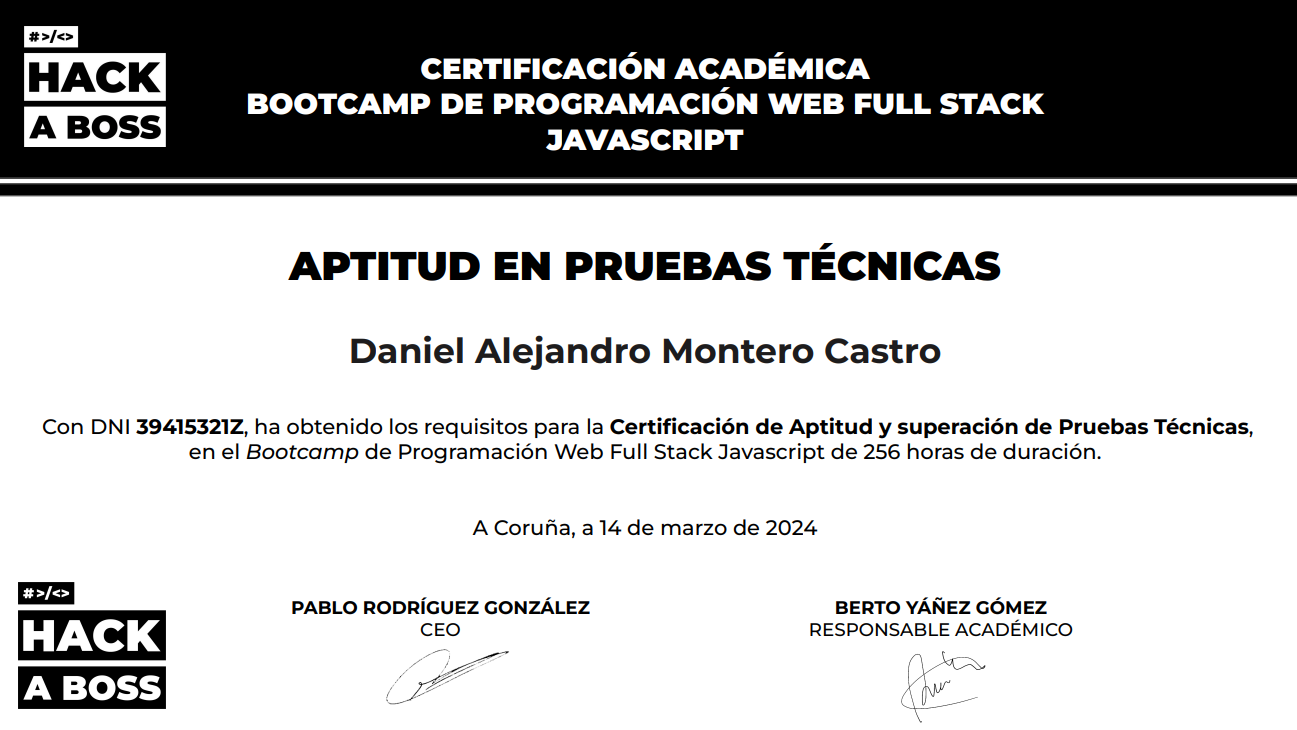 #>/<>
HACK
A BOSS
CERTIFICACIÓN ACADÉMICA
BOOTCAMP DE PROGRAMACIÓN WEB FULL STACK
JAVASCRIPT
APTITUD EN PRUEBAS TÉCNICAS
Daniel Alejandro Montero Castro
Con DNI 39415321Z, ha obtenido los requisitos para la Certificación de Aptitud y superación de Pruebas Técnicas,
en el Bootcamp de Programación Web Full Stack Javascript de 256 horas de duración.
A Coruña, a 14 de marzo de 2024
#>/<>
HACK
A BOSS
PABLO RODRÍGUEZ GONZÁLEZ
CEO
BERTO YÁÑEZ GÓMEZ
RESPONSABLE ACADÉMICO